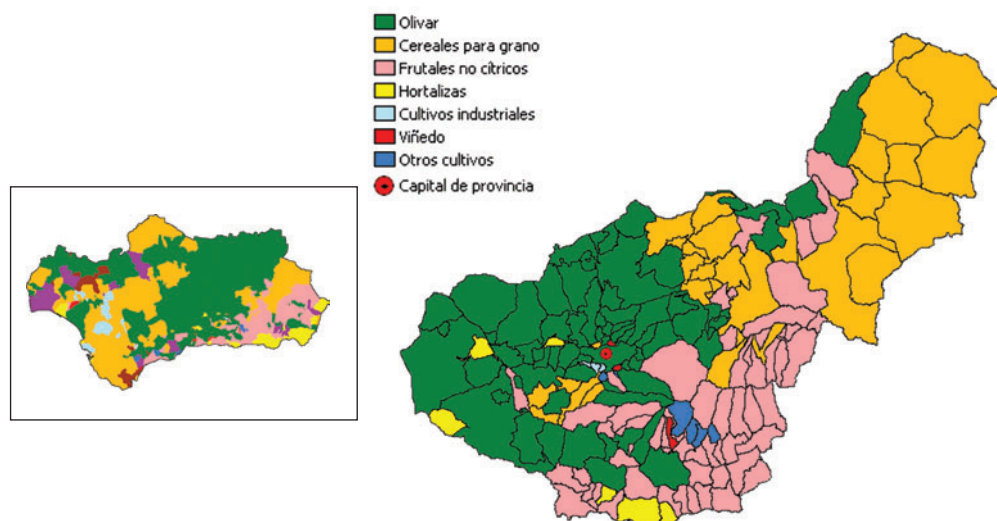 Olivar
Cereales para grano
Frutales no cítricos
Hortalizas
Cultivos industriales
Viñedo
Otros cultivos
Capital de provincia